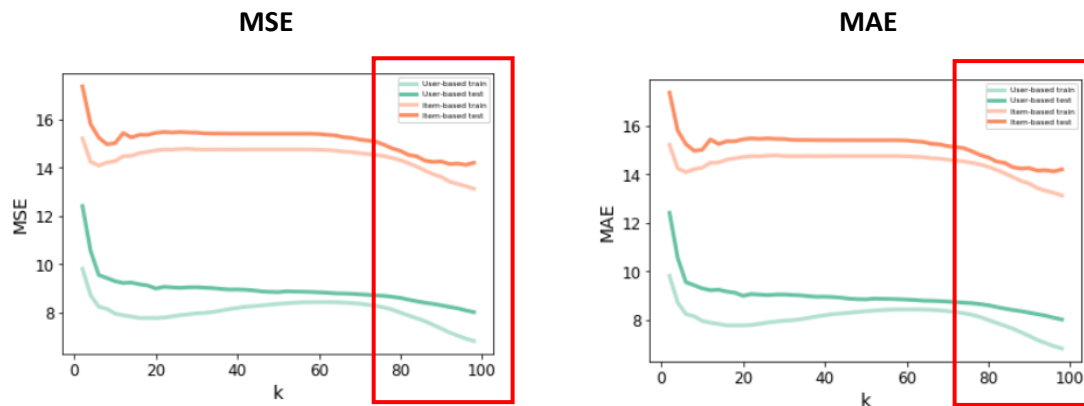 MSE
MAE
User-based train
User-based test
Item-based train
Item-based test
16
14
12
10
8
MSE
0 20 40 60 80 100
k
User-based train
User-based test
Item-based train
Item-based test
16
14
12
10
8
MAE
0 20 40 60 80 100
k